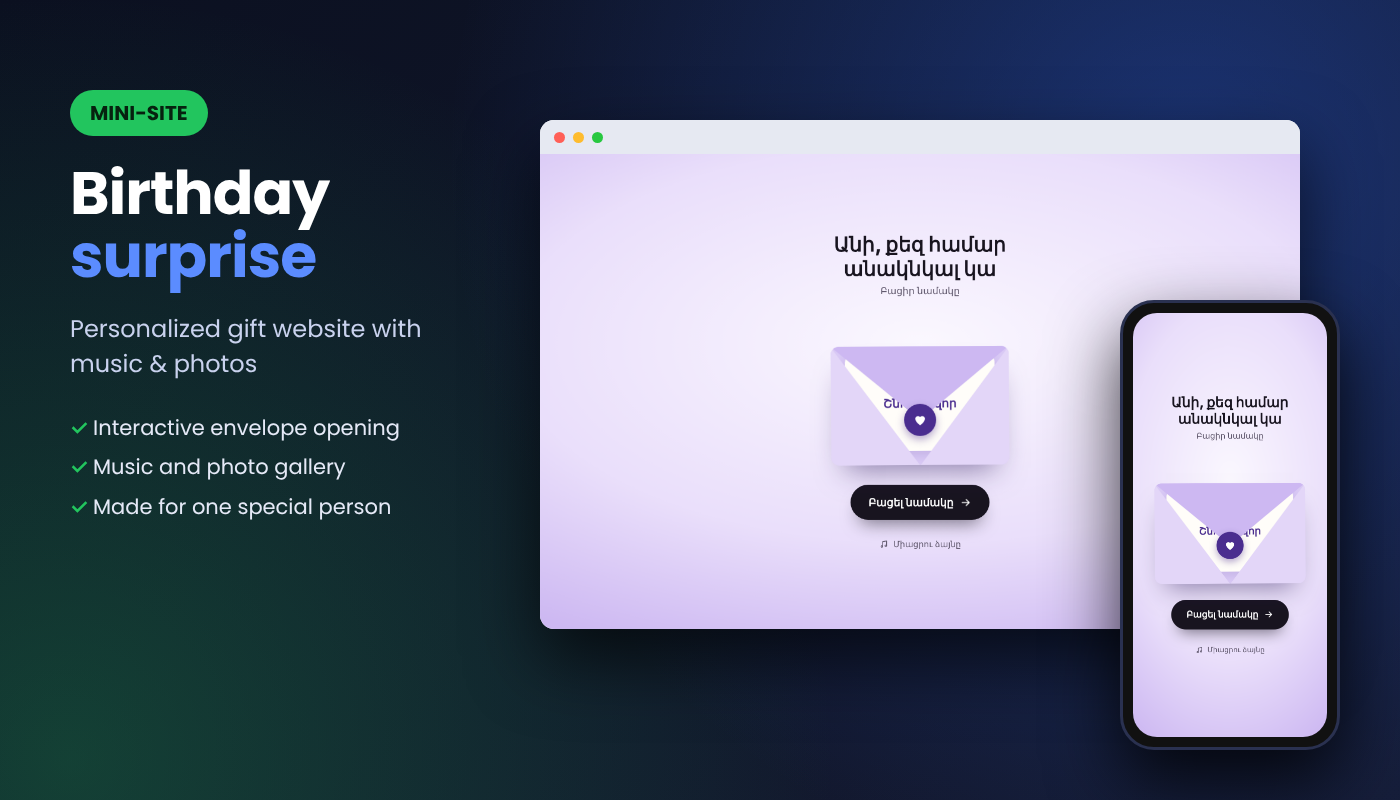 MINI-SITE
Birthday
surprise
Personalized gift website with
music & photos
Interactive envelope opening
Music and photo gallery
Made for one special person
Անի, քեզ համար
անակնկալ կա
Բացիր նամակը
Բացել նամակը →
Միացրու ձայնը
Անի, քեզ համար
անակնկալ կա
Բացիր նամակը
Բացել նամակը →
Միացրու ձայնը